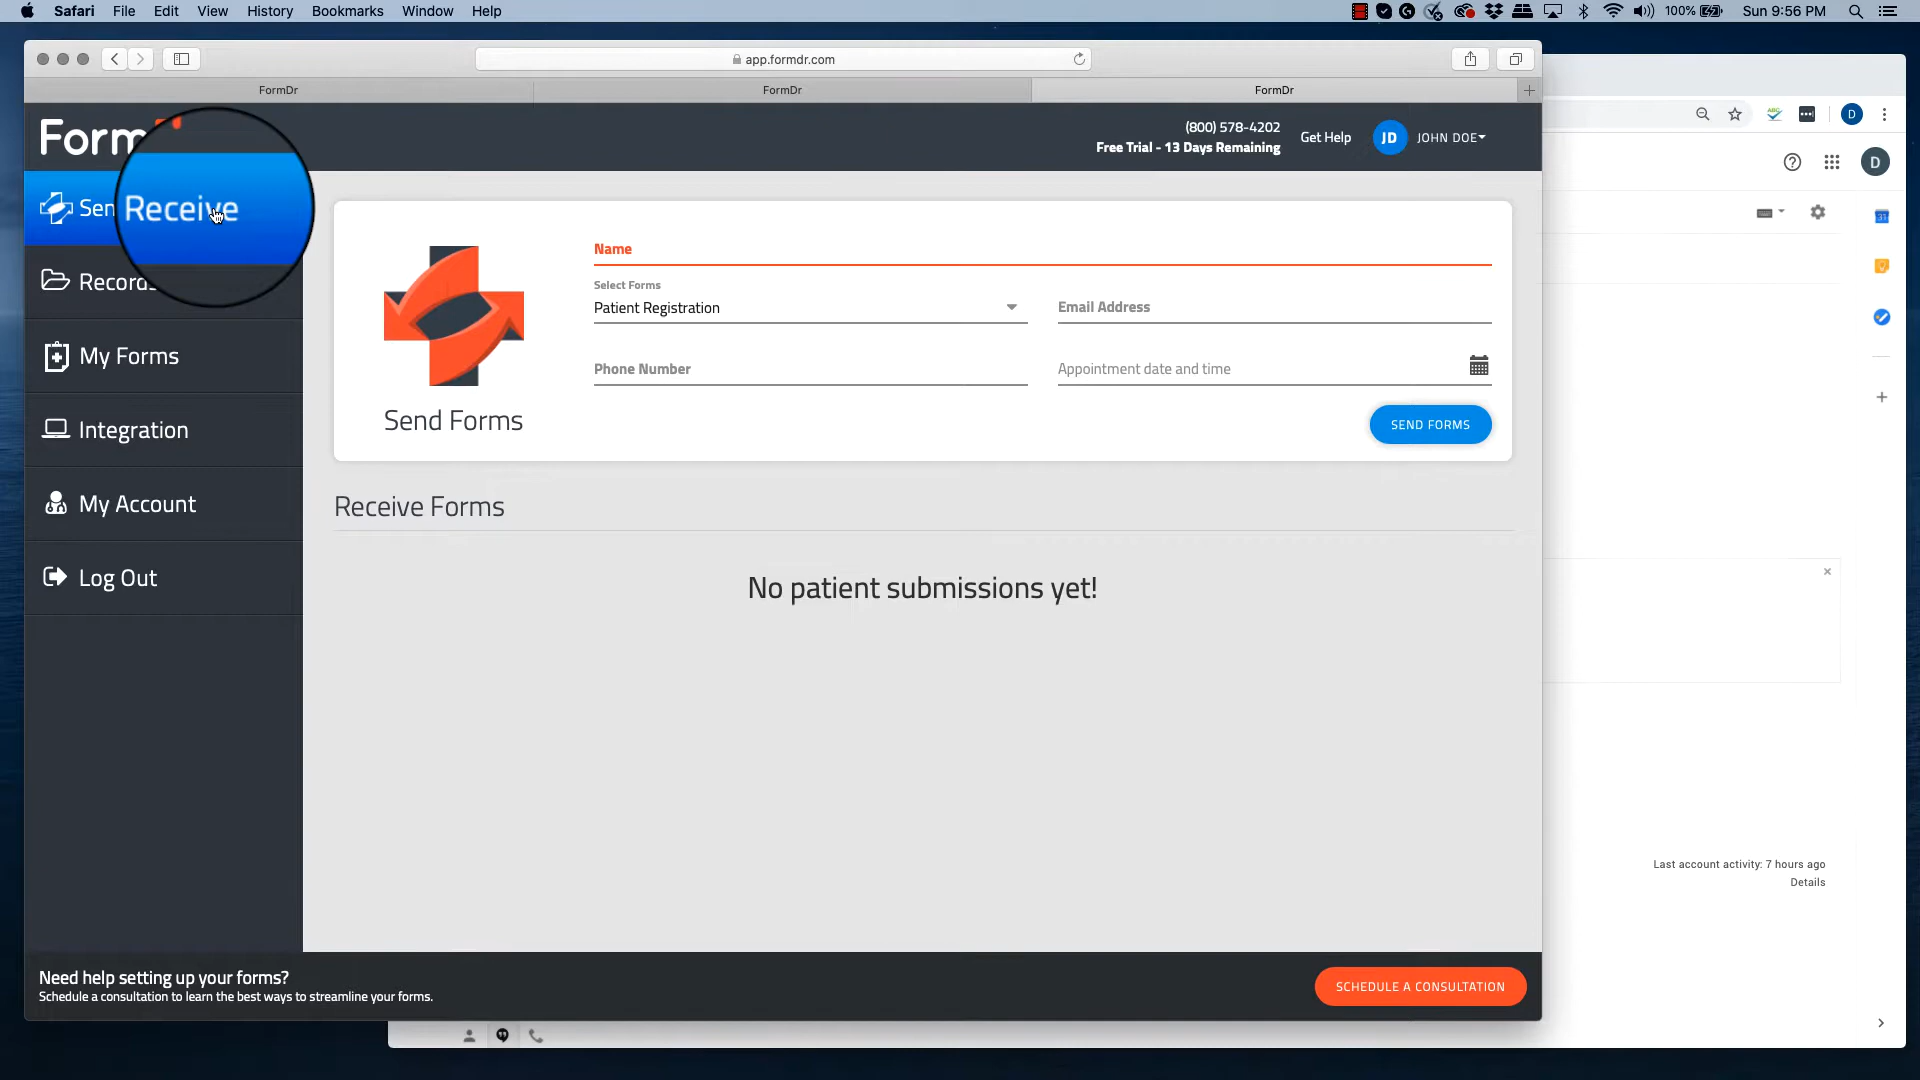 Safari File Edit View History Bookmarks Window Help 100% Sun 9:56 PM
app.formdr.com
FormDr FormDr FormDr
Form
(800) 578-4202
Free Trial - 13 Days Remaining
Get Help JD JOHN DOE
D
D
Sen Receive
Records
My Forms
Integration
My Account
Log Out
Name
Select Forms
Patient Registration
Email Address
Phone Number
Appointment date and time
Send Forms
SEND FORMS
Receive Forms
No patient submissions yet!
31
Last account activity: 7 hours ago
Details
Need help setting up your forms?
Schedule a consultation to learn the best ways to streamline your forms.
SCHEDULE A CONSULTATION